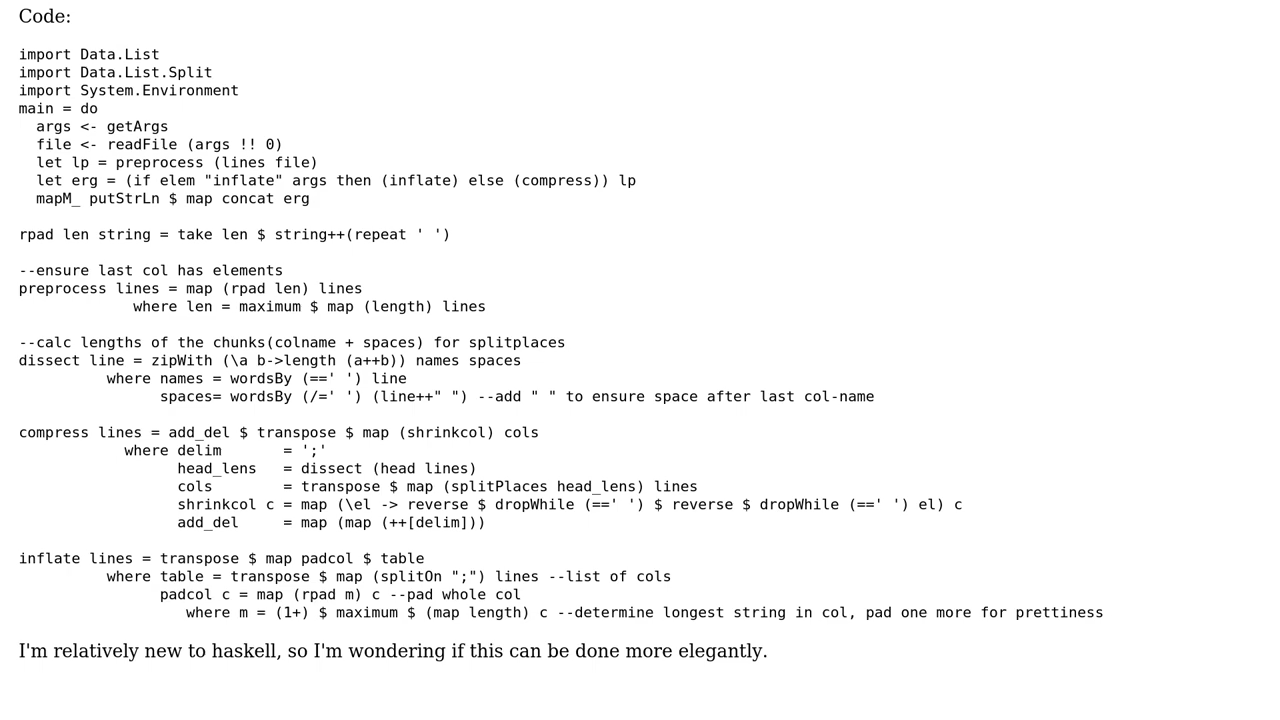 Code:
import Data.List
import Data.List.Split
import System.Environment
main = do
  args <- getArgs
  file <- readFile (args !! 0)
  let lp = preprocess (lines file)
  let erg = (if elem "inflate" args then (inflate) else (compress)) lp
  mapM_ putStrLn $ map concat erg
rpad len string = take len $ string++(repeat ' ')
--ensure last col has elements
preprocess lines = map (rpad len) lines
             where len = maximum $ map (length) lines
--calc lengths of the chunks(colname + spaces) for splitplaces
dissect line = zipWith (\a b->length (a++b)) names spaces
          where names = wordsBy (==' ') line
                spaces= wordsBy (/=' ') (line++" ") --add " " to ensure space after last col-name
compress lines = add_del $ transpose $ map (shrinkcol) cols
            where delim       = ';'
                  head_lens   = dissect (head lines)
                  cols        = transpose $ map (splitPlaces head_lens) lines
                  shrinkcol c = map (\el -> reverse $ dropWhile (==' ') $ reverse $ dropWhile (==' ') el) c
                  add_del     = map (map (++[delim]))
inflate lines = transpose $ map padcol $ table
          where table = transpose $ map (splitOn ";") lines --list of cols
                padcol c = map (rpad m) c --pad whole col
                   where m = (1+) $ maximum $ (map length) c --determine longest string in col, pad one more for prettiness
I'm relatively new to haskell, so I'm wondering if this can be done more elegantly.